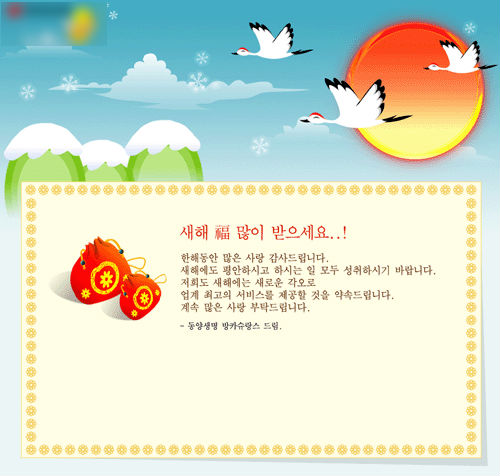 새해 福 많이 받으세요..!
한해동안 많은 사랑 감사드립니다.
새해에도 평안하시고 하시는 일 모두 성취하시기 바랍니다.
저희도 새해에는 새로운 각오로
업계 최고의 서비스를 제공할 것을 약속드립니다.
계속 많은 사랑 부탁드립니다.
- 동양생명 방카슈랑스 드림.